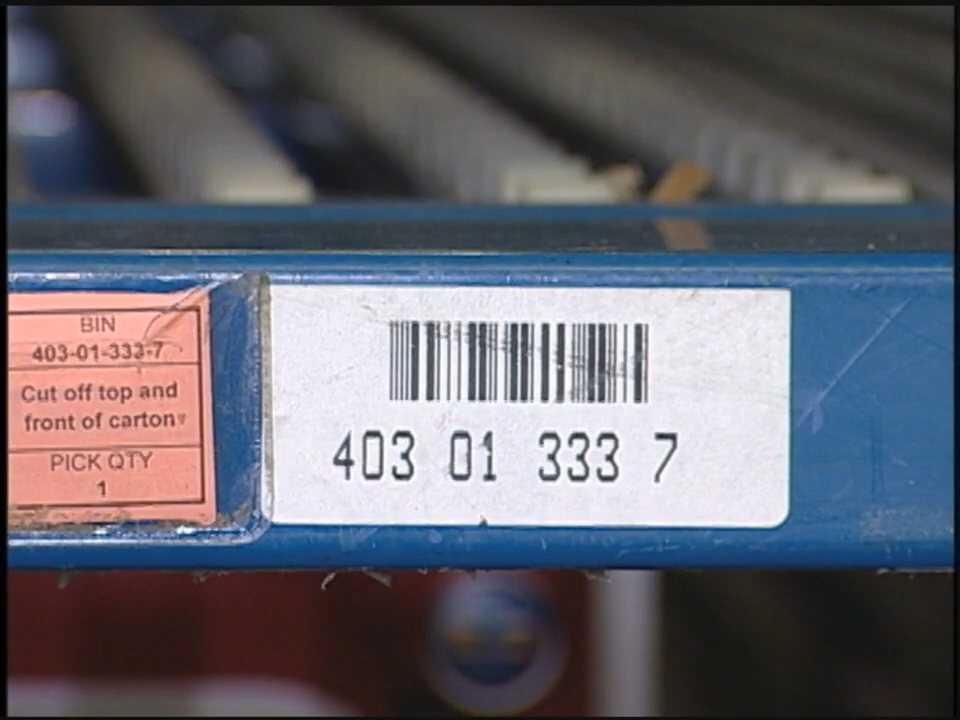 BIN
403-01-333-7
Cut off top and
front of carton
PICK QTY
1
403 01 333 7